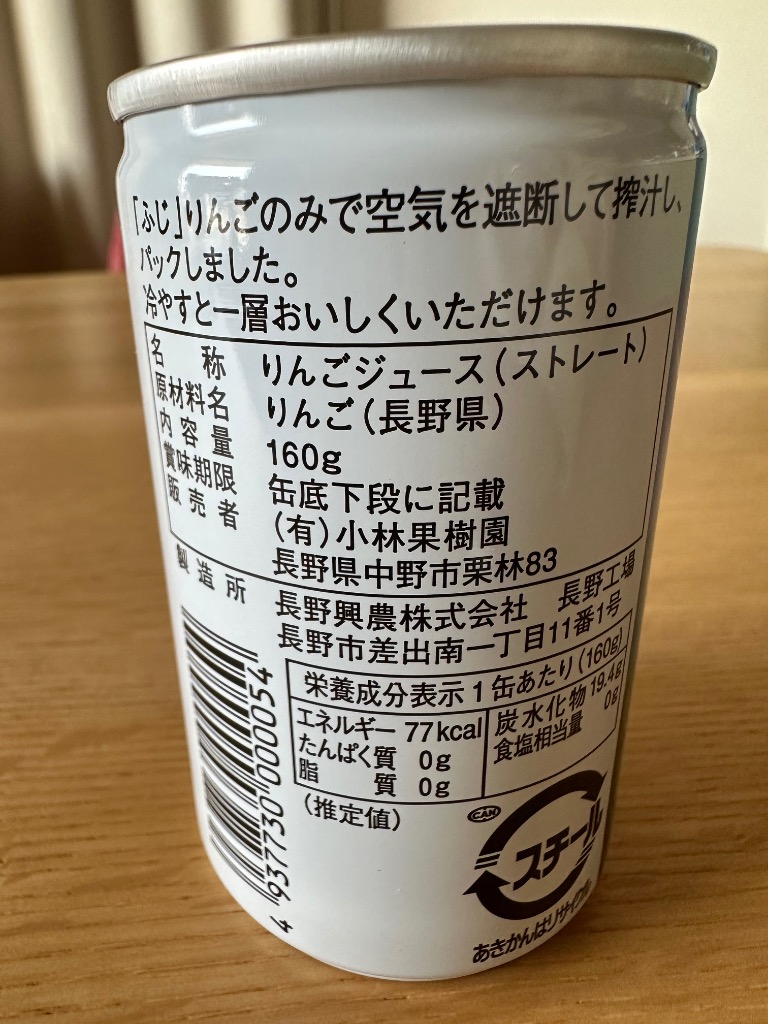 「ふじ」りんごのみで空気を遮断して搾汁し、
パックしました。
冷やすと一層おいしくいただけます。
名称 りんごジュース(ストレート)
原材料名 りんご(長野県)
内容量 160g
賞味期限 缶底下段に記載
販売者 (有)小林果樹園
長野県中野市栗林83
製造所 長野興農株式会社 長野工場
長野市差出南一丁目11番1号
栄養成分表示1缶あたり(160g)
エネルギー 77kcal
たんぱく質 0g
脂質 0g
炭水化物 19.4g
食塩相当量 0g
(推定値)
4 937730 000054
CAN
スチール
あきかんはリサイクル